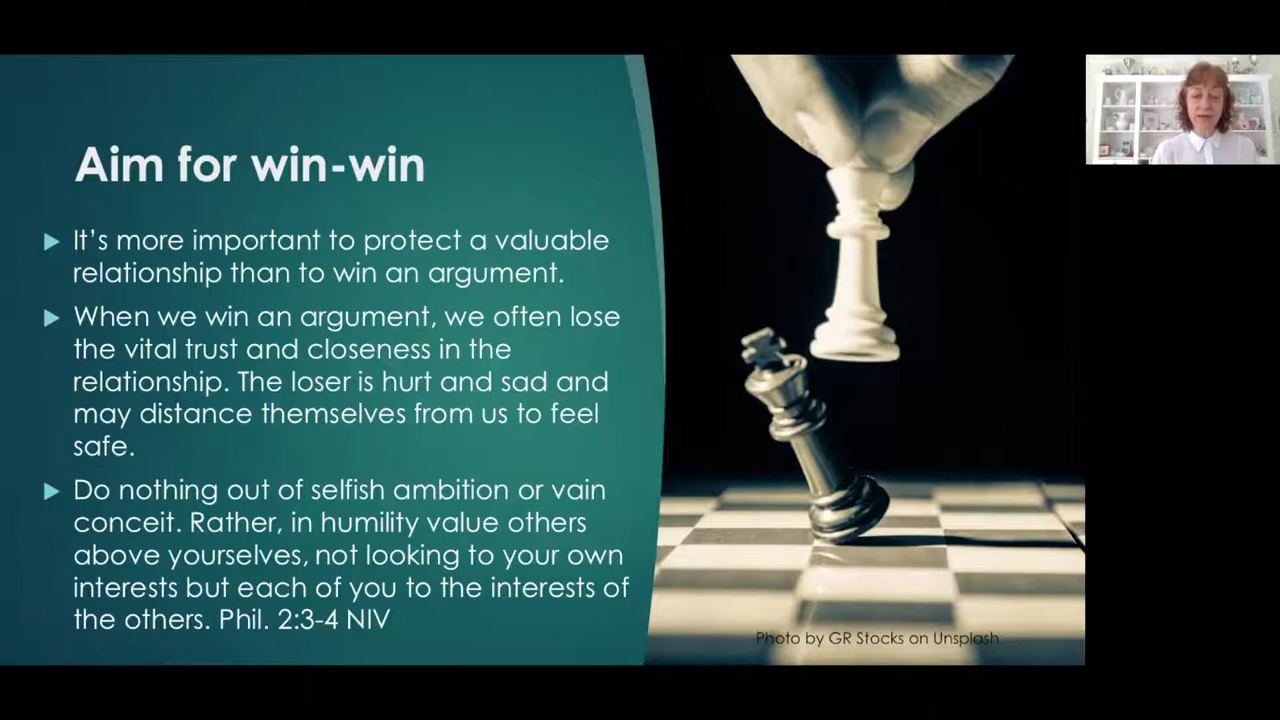 Aim for win-win
It’s more important to protect a valuable
relationship than to win an argument.
When we win an argument, we often lose
the vital trust and closeness in the
relationship. The loser is hurt and sad and
may distance themselves from us to feel
safe.
Do nothing out of selfish ambition or vain
conceit. Rather, in humility value others
above yourselves, not looking to your own
interests but each of you to the interests of
the others. Phil. 2:3-4 NIV
Photo by GR Stocks on Unsplash